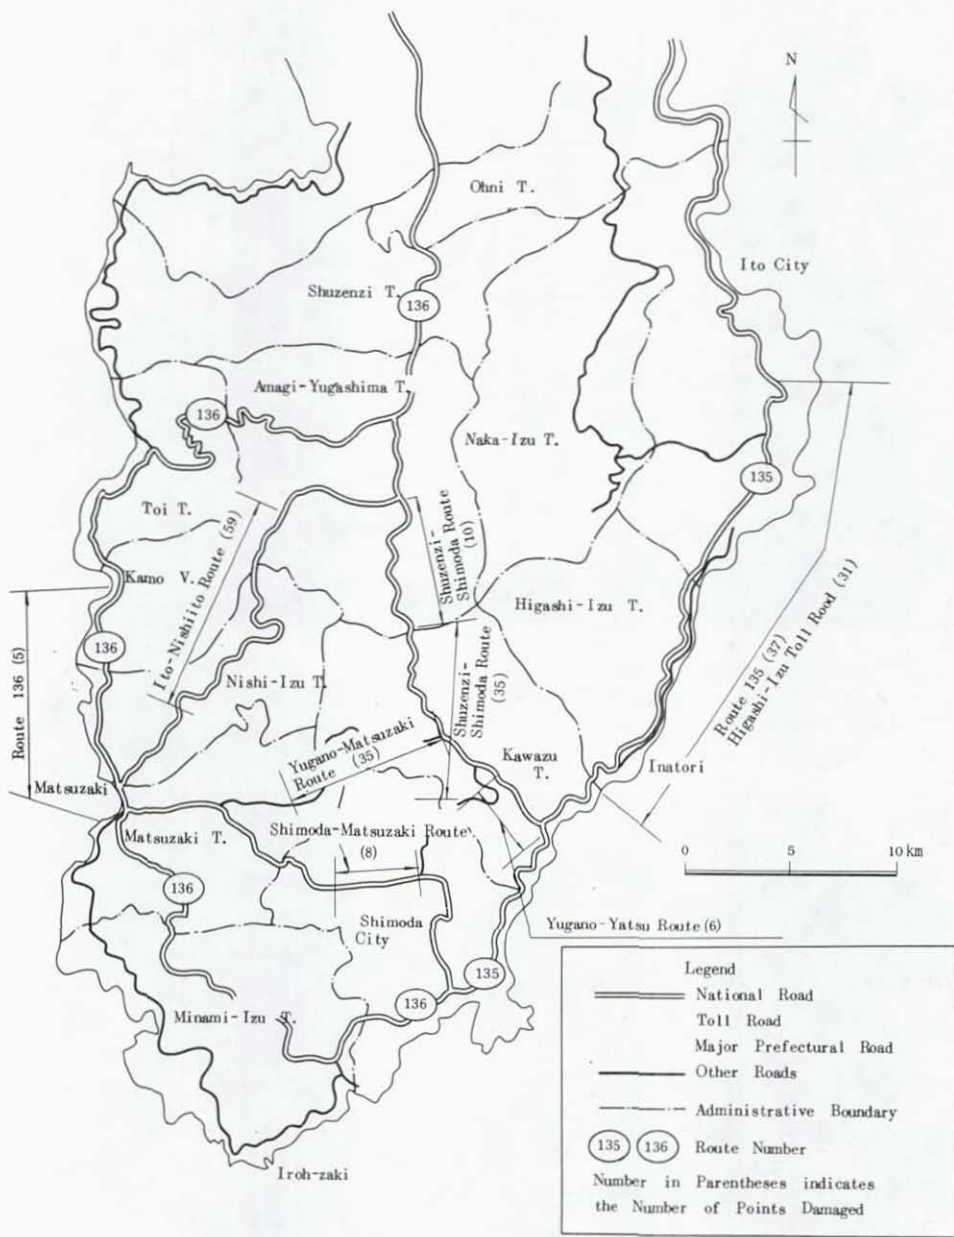 N
Ohni T.
Ito City
Shuzenzi T.
136
Amagi-Yugashima T.
136
Naka-Izu T.
135
Toi T.
Ito-Nishiito Route (59)
Shuzenzi-
Shimoda Route
(10)
Kamo V.
Higashi-Izu T.
Route 136 (5)
136
Nishi-Izu T.
Shuzenzi-
Shimoda Route
(35)
Route 135 (37)
Higashi-Izu Toll Rood (31)
Yugano-Matsuzaki
Route (35)
Kawazu
T.
Inatori
Matsuzaki
Matsuzaki T.
Shimoda-Matsuzaki Route
(8)
0 5 10 km
136
Shimoda
City
Yugano-Yatsu Route (6)
135
136
Minami-Izu T.
Iroh-zaki
Legend
National Road
Toll Road
Major Prefectural Road
Other Roads
Administrative Boundary
135 136 Route Number
Number in Parentheses indicates
the Number of Points Damaged